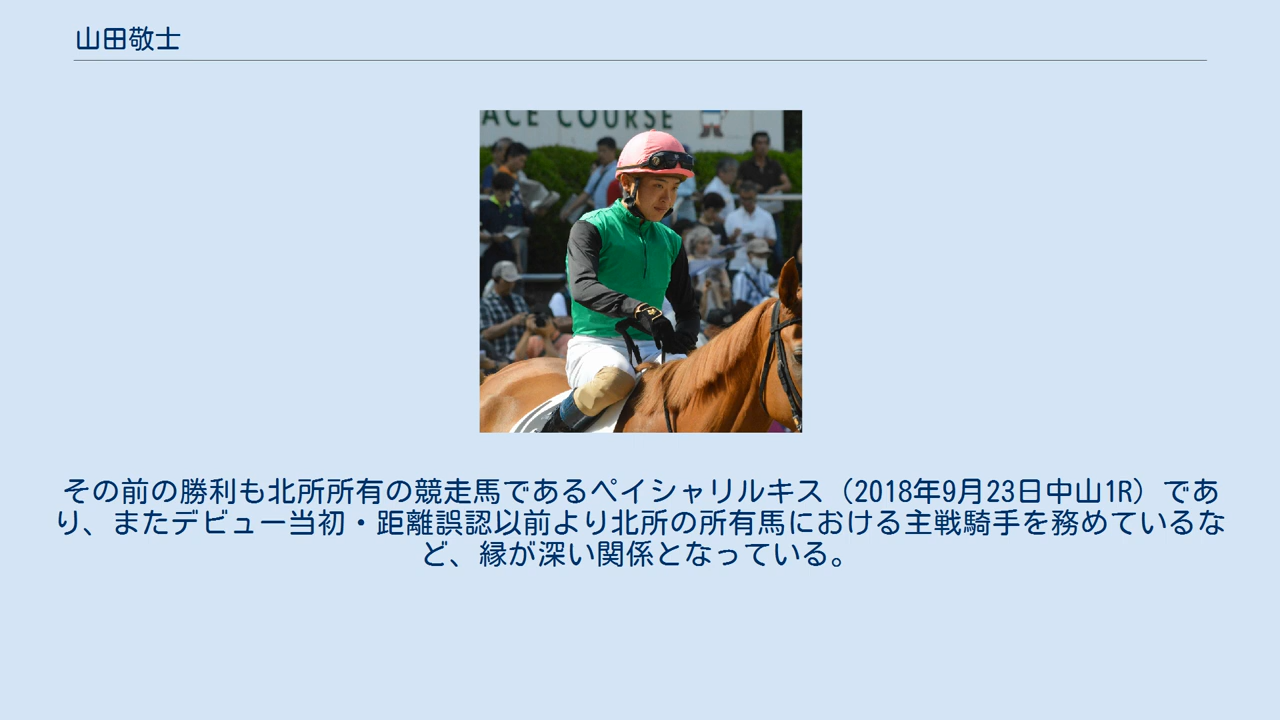 山田敬士
ACE COURSE
その前の勝利も北所所有の競走馬であるペイシャリルキス（2018年9月23日中山1R）であ
り、またデビュー当初・距離誤認以前より北所の所有馬における主戦騎手を務めているな
ど、縁が深い関係となっている。